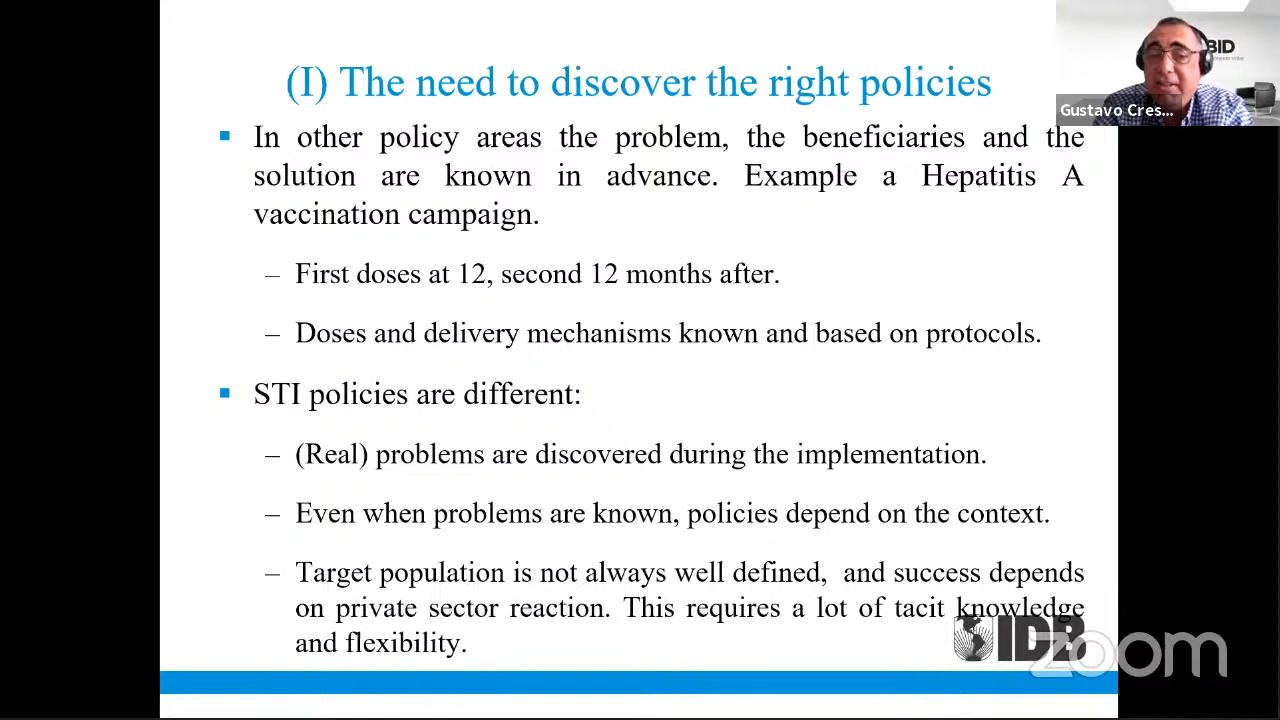 (I) The need to discover the right policies
In other policy areas the problem, the beneficiaries and the
solution are known in advance. Example a Hepatitis A
vaccination campaign.
– First doses at 12, second 12 months after.
– Doses and delivery mechanisms known and based on protocols.
STI policies are different:
– (Real) problems are discovered during the implementation.
– Even when problems are known, policies depend on the context.
– Target population is not always well defined, and success depends
on private sector reaction. This requires a lot of tacit knowledge
and flexibility.
IDB
zoom
BID
Gustavo Cres...